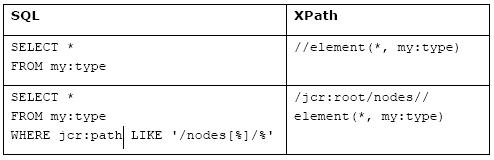 SQL
XPath
SELECT *
FROM my:type
//element(*, my:type)
SELECT *
FROM my:type
WHERE jcr:path LIKE '/nodes[%]/%'
/jcr:root/nodes//
element(*, my:type)